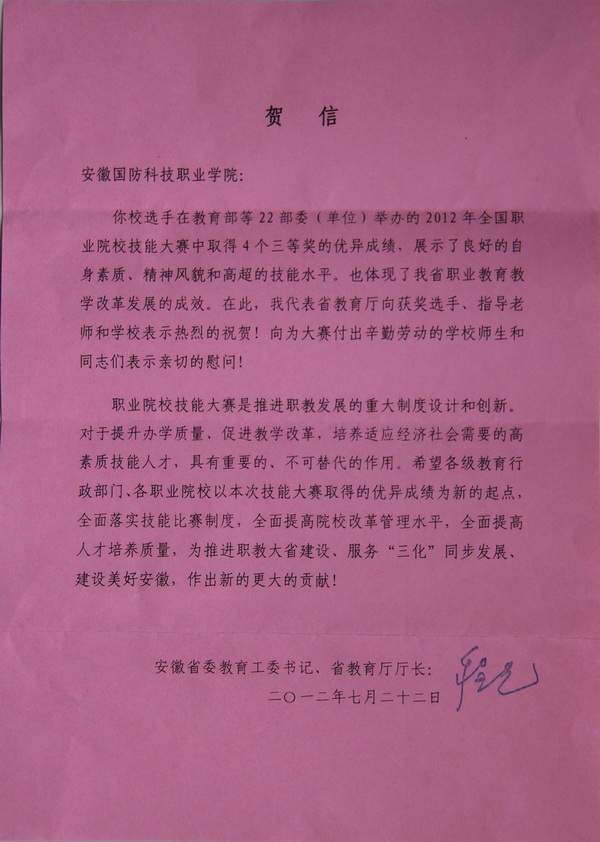 贺 信
安徽国防科技职业学院：
你校选手在教育部等22部委（单位）举办的2012年全国职
业院校技能大赛中取得4个三等奖的优异成绩，展示了良好的自
身素质、精神风貌和高超的技能水平。也体现了我省职业教育教
学改革发展的成效。在此，我代表省教育厅向获奖选手、指导老
师和学校表示热烈的祝贺！向为大赛付出辛勤劳动的学校师生和
同志们表示亲切的慰问！
职业院校技能大赛是推进职教发展的重大制度设计和创新。
对于提升办学质量、促进教学改革，培养适应经济社会需要的高
素质技能人才，具有重要的、不可替代的作用。希望各级教育行
政部门、各职业院校以本次技能大赛取得的优异成绩为新的起点，
全面落实技能比赛制度，全面提高院校改革管理水平，全面提高
人才培养质量，为推进职教大省建设、服务“三化”同步发展、
建设美好安徽，作出新的更大的贡献！
安徽省委教育工委书记、省教育厅厅长：
二〇一二年七月二十二日